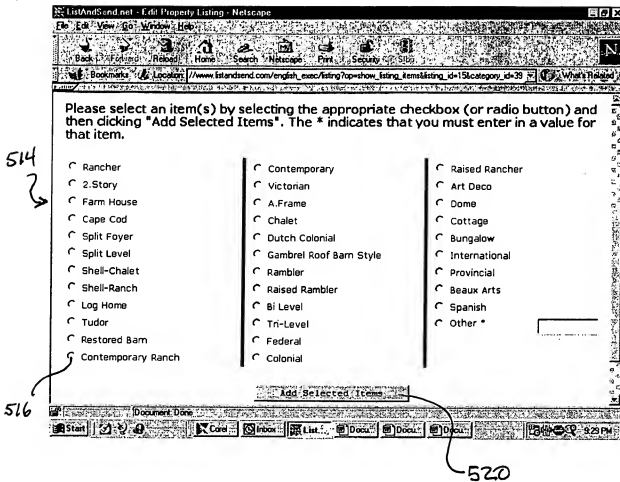 ListAndSend.net - Edit Property Listing - Netscape
File Edit View Go Window Help
Back Forward Reload Home Search Netscape Print Security
Bookmarks Location: //www.listandsend.com/english_exec/listing?op=show_listing_items&listing_id=15&category_id=39 What's Related
Please select an item(s) by selecting the appropriate checkbox (or radio button) and
then clicking "Add Selected Items". The * indicates that you must enter in a value for
that item.
514
Rancher
2.Story
Farm House
Cape Cod
Split Foyer
Split Level
Shell-Chalet
Shell-Ranch
Log Home
Tudor
Restored Barn
Contemporary Ranch
Contemporary
Victorian
A.Frame
Chalet
Dutch Colonial
Gambrel Roof Barn Style
Rambler
Raised Rambler
Bi Level
Tri-Level
Federal
Colonial
Raised Rancher
Art Deco
Dome
Cottage
Bungalow
International
Provincial
Beaux Arts
Spanish
Other *
516
Add Selected Items
Document: Done
Start Corel... Inbox List... Docu... Docu... Docu... 9:29 PM
520